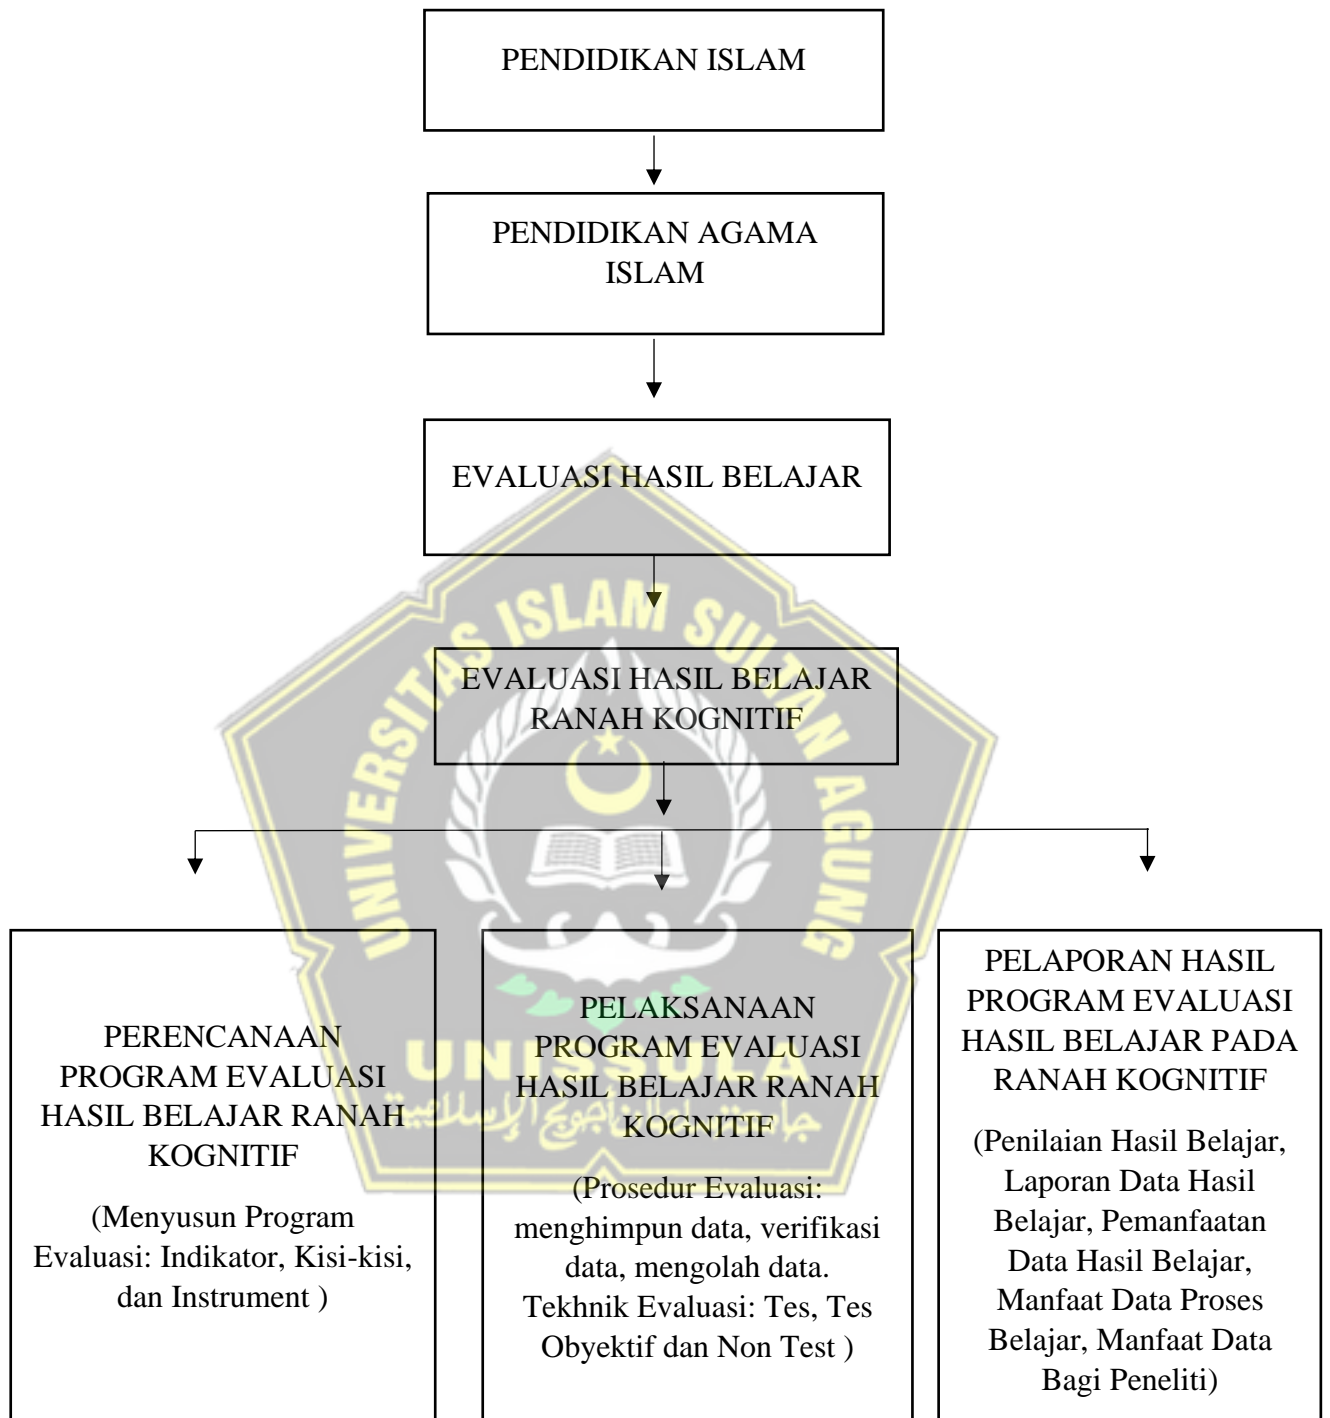 PENDIDIKAN ISLAM
PENDIDIKAN AGAMA
ISLAM
EVALUASI HASIL BELAJAR
EVALUASI HASIL BELAJAR
RANAH KOGNITIF
UNIVERSITAS ISLAM SULTAN AGUNG
PERENCANAAN
PROGRAM EVALUASI
HASIL BELAJAR RANAH
KOGNITIF
(Menyusun Program
Evaluasi: Indikator, Kisi-kisi,
dan Instrument )
PELAKSANAAN
PROGRAM EVALUASI
HASIL BELAJAR RANAH
KOGNITIF
(Prosedur Evaluasi:
menghimpun data, verifikasi
data, mengolah data.
Tekhnik Evaluasi: Tes, Tes
Obyektif dan Non Test )
PELAPORAN HASIL
PROGRAM EVALUASI
HASIL BELAJAR PADA
RANAH KOGNITIF
(Penilaian Hasil Belajar,
Laporan Data Hasil
Belajar, Pemanfaatan
Data Hasil Belajar,
Manfaat Data Proses
Belajar, Manfaat Data
Bagi Peneliti)
UNISSULA